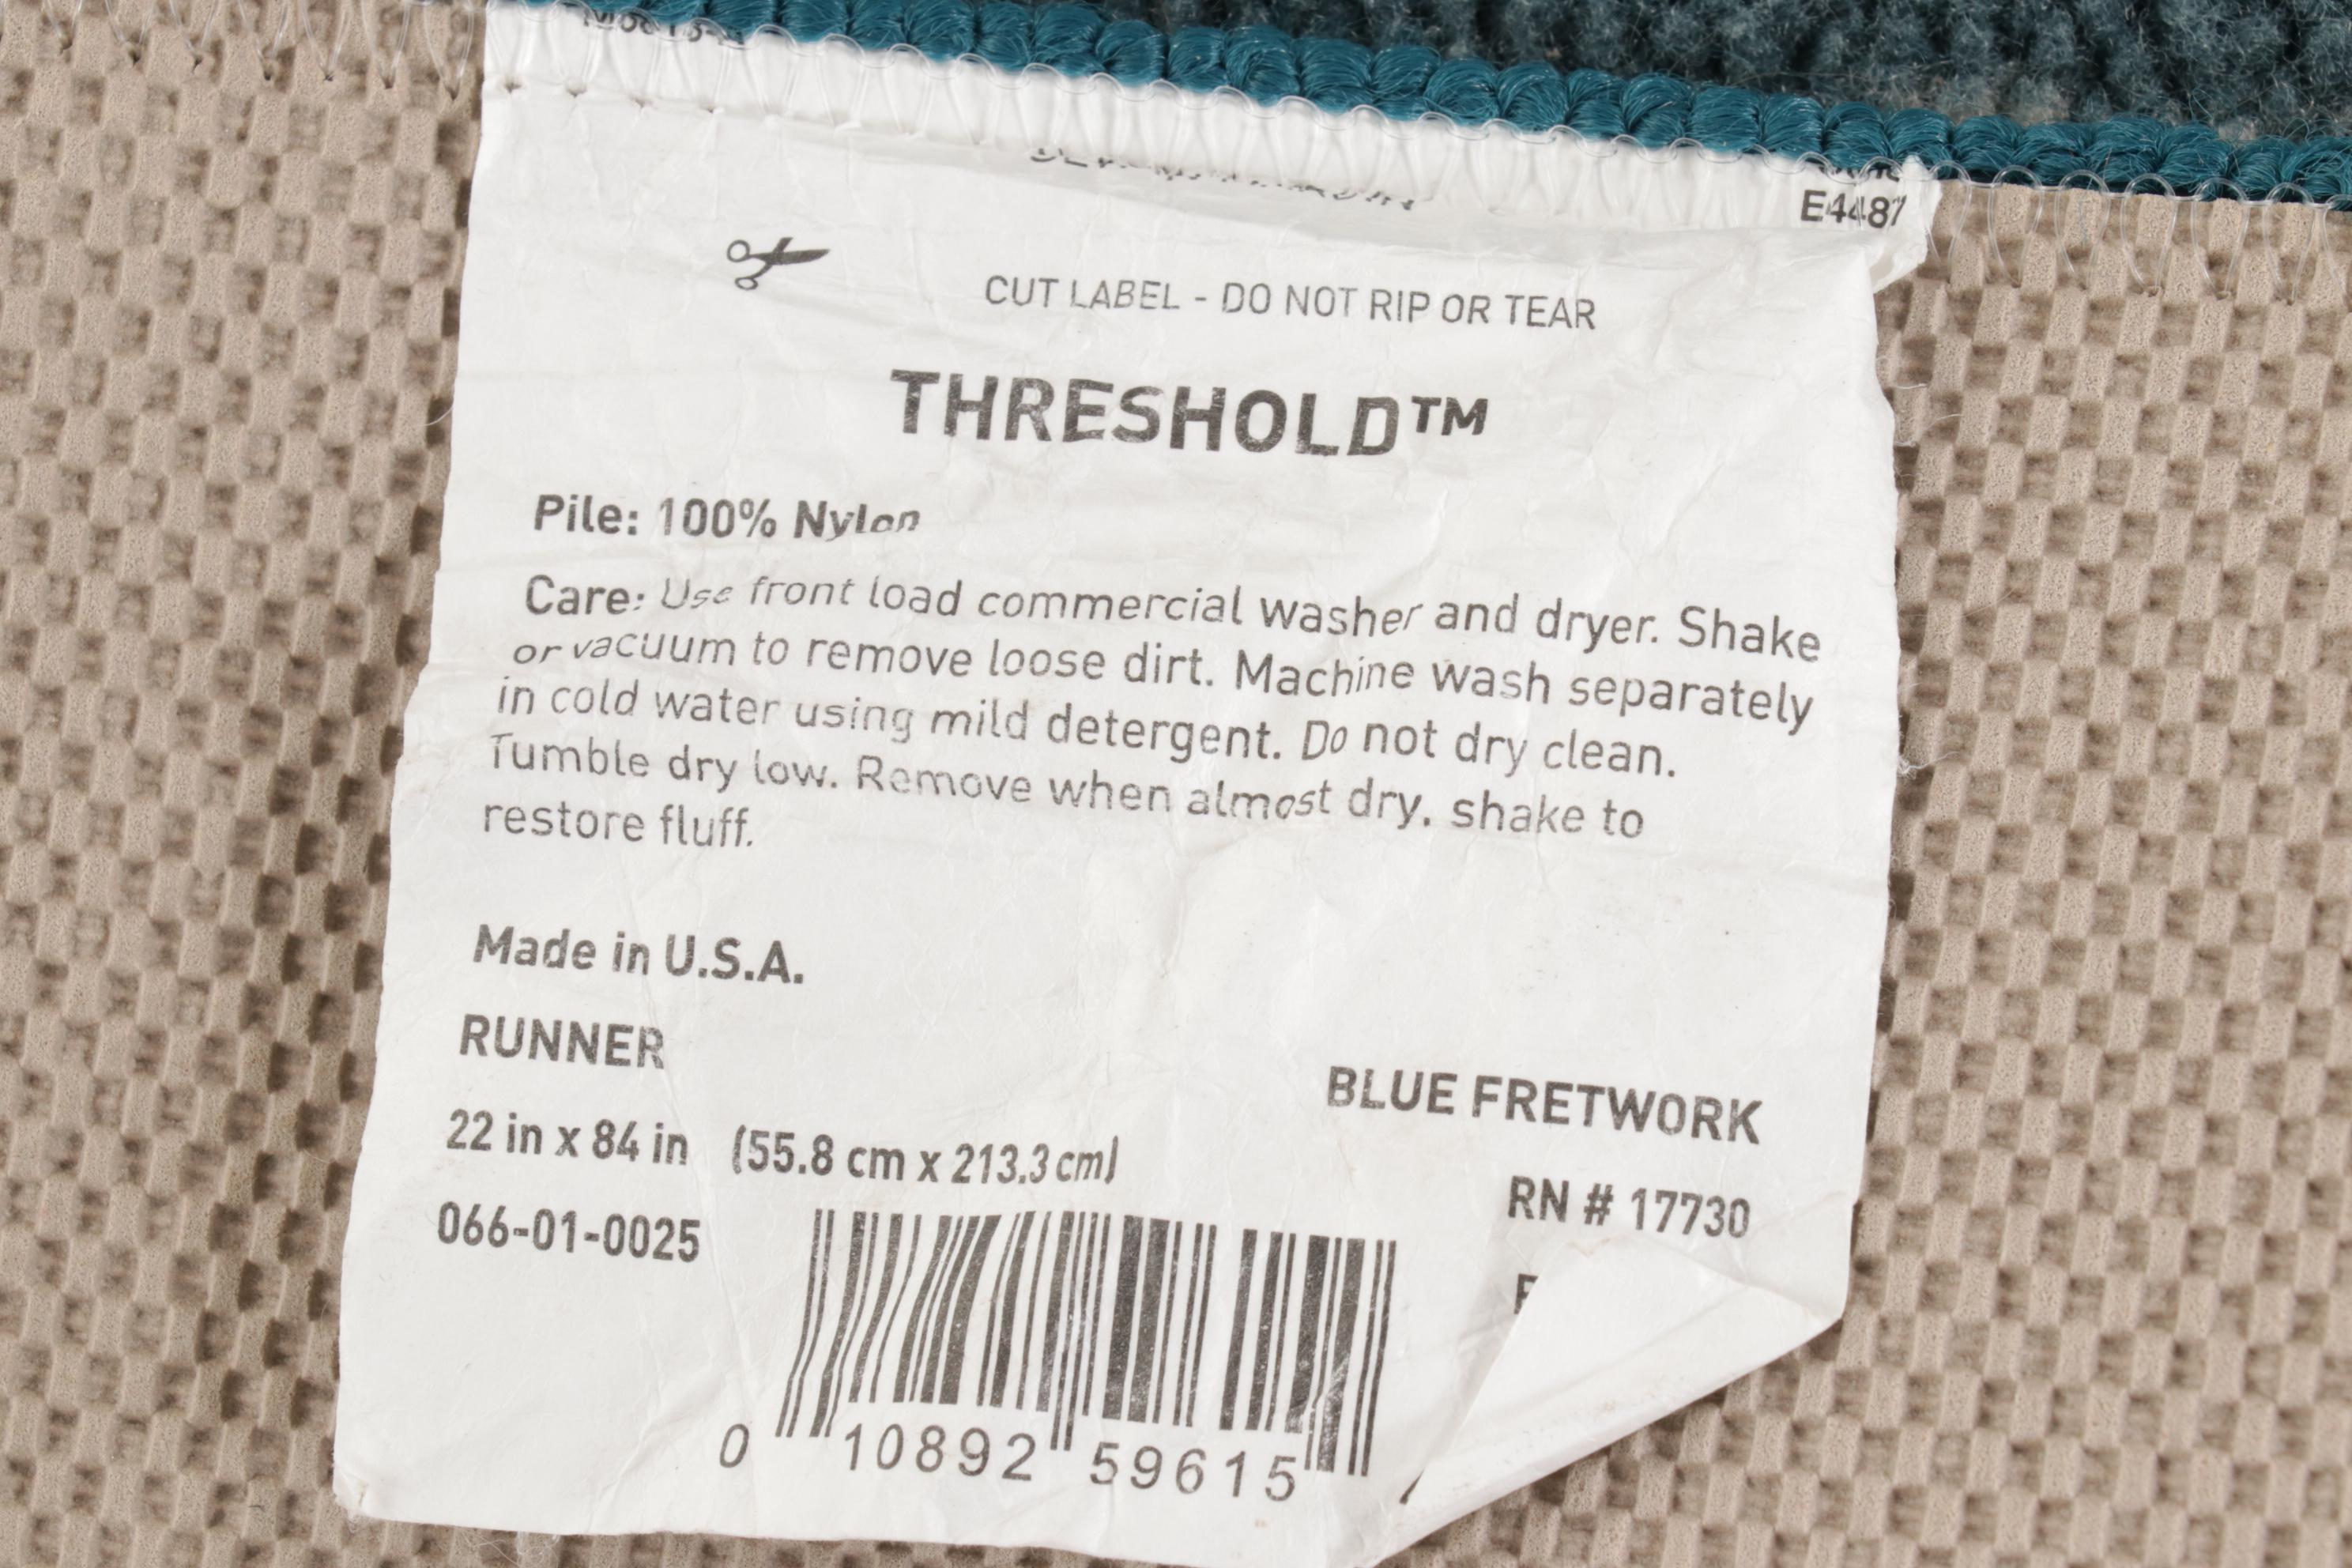 E4487
CUT LABEL - DO NOT RIP OR TEAR
THRESHOLD™
Pile: 100% Nylon
Care: Use front load commercial washer and dryer. Shake
or vacuum to remove loose dirt. Machine wash separately
in cold water using mild detergent. Do not dry clean.
Tumble dry low. Remove when almost dry, shake to
restore fluff.
Made in U.S.A.
RUNNER
BLUE FRETWORK
22 in x 84 in (55.8 cm x 213.3 cm)
RN # 17730
066-01-0025
0 10892 59615